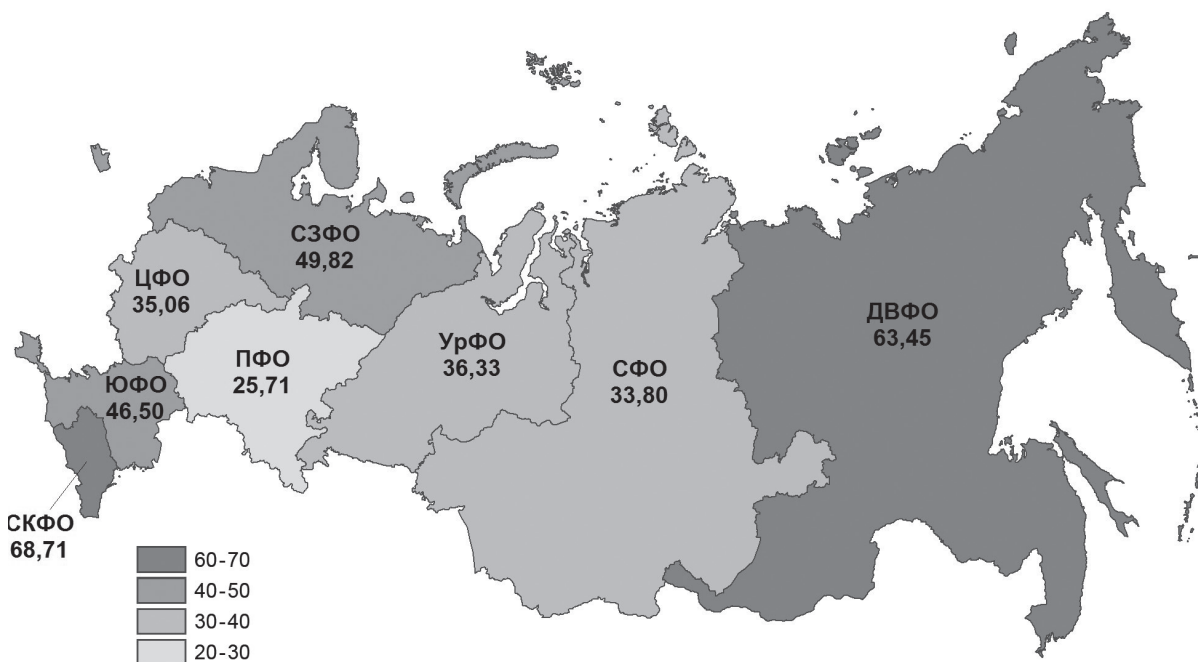 СЗФО
49,82
ЦФО
35,06
ДВФО
63,45
УрФО
36,33
ПФО
25,71
СФО
33,80
ЮФО
46,50
СКФО
68,71
60-70
40-50
30-40
20-30